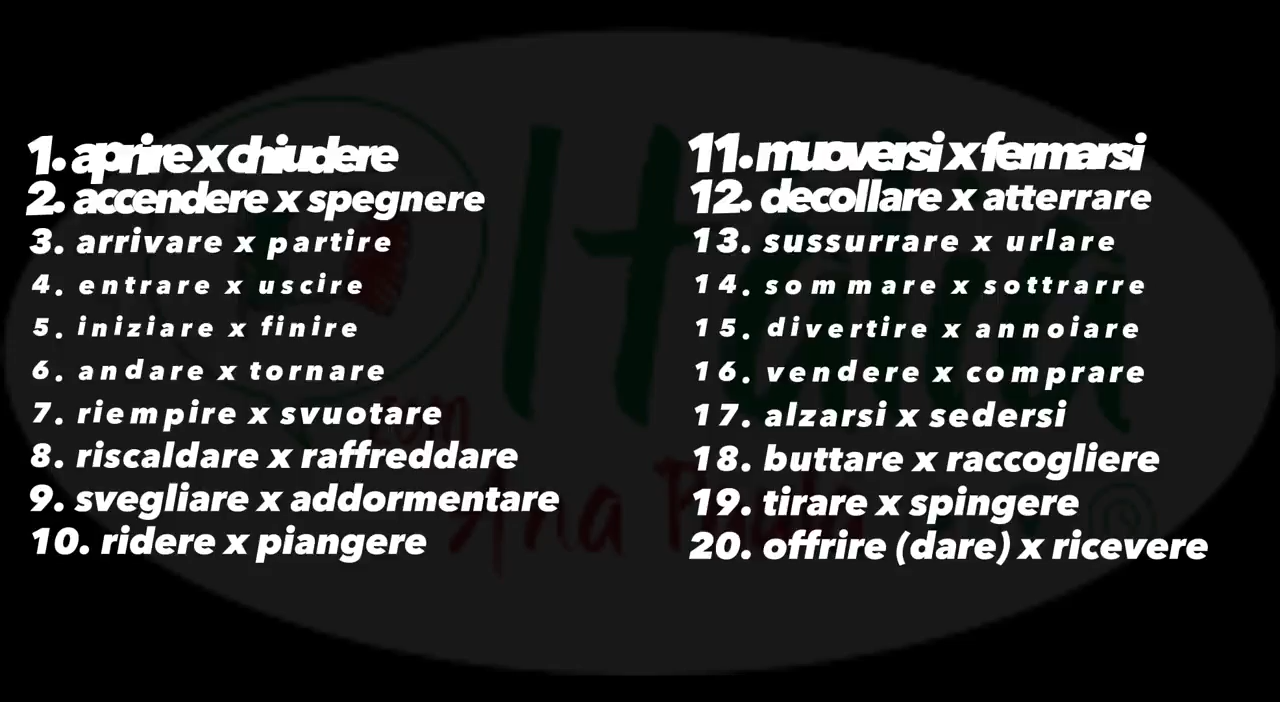 1. aprire x chiudere
2. accendere x spegnere
3. arrivare x partire
4. entrare x uscire
5. iniziare x finire
6. andare x tornare
7. riempire x svuotare
8. riscaldare x raffreddare
9. svegliare x addormentare
10. ridere x piangere
11. muoversi x fermarsi
12. decollare x atterrare
13. sussurrare x urlare
14. sommare x sottrarre
15. divertire x annoiare
16. vendere x comprare
17. alzarsi x sedersi
18. buttare x raccogliere
19. tirare x spingere
20. offrire (dare) x ricevere
Italia
con
Ana